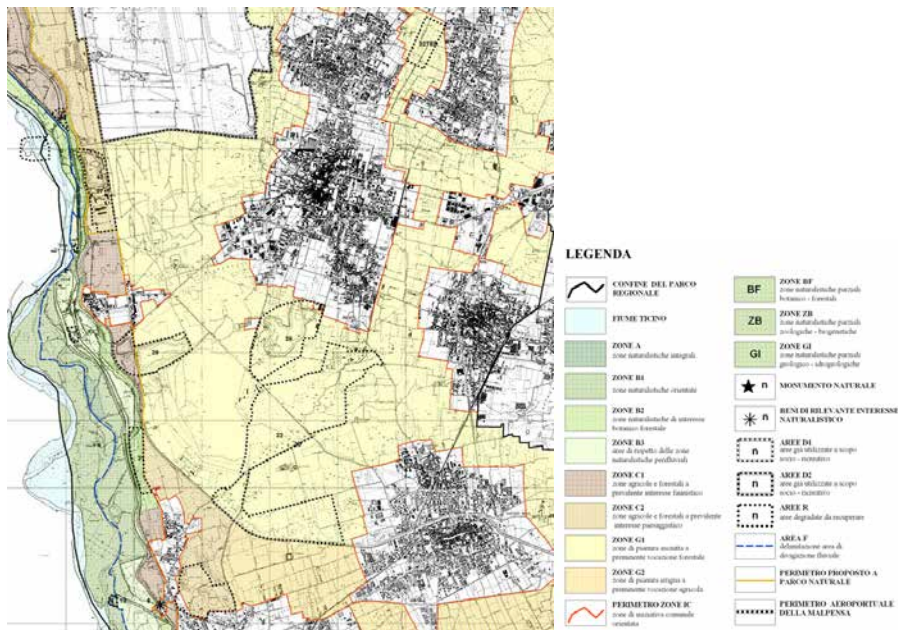 LEGENDA
CONFINE DEL PARCO
REGIONALE
FIUME TICINO
ZONE A
zone naturalistiche integrali
ZONE B1
zone naturalistiche orientate
ZONE B2
zone naturalistiche di interesse
botanico forestale
ZONE B3
aree di rispetto delle zone
naturalistiche perifluviali
ZONE C1
zone agricole e forestali a
prevalente interesse faunistico
ZONE C2
zone agricole e forestali a prevalente
interesse paesaggistico
ZONE G1
zone di pianura asciutta a
preminente vocazione forestale
ZONE G2
zone di pianura irrigua a
preminente vocazione agricola
PERIMETRO ZONE IC
zone di iniziativa comunale
orientata
BF
ZONE BF
zone naturalistiche parziali
botanico - forestali
ZB
ZONE ZB
zone naturalistiche parziali
zoologiche - biogenetiche
GI
ZONE GI
zone naturalistiche parziali
geologico - idrogeologiche
n
MONUMENTO NATURALE
n
BENI DI RILEVANTE INTERESSE
NATURALISTICO
n
AREE D1
aree già utilizzate a scopo
socio - ricreativo
n
AREE D2
aree già utilizzate a scopo
socio - ricreativo
n
AREE R
aree degradate da recuperare
AREA F
delimitazione area di
divagazione fluviale
PERIMETRO PROPOSTO A
PARCO NATURALE
PERIMETRO AEROPORTUALE
DELLA MALPENSA